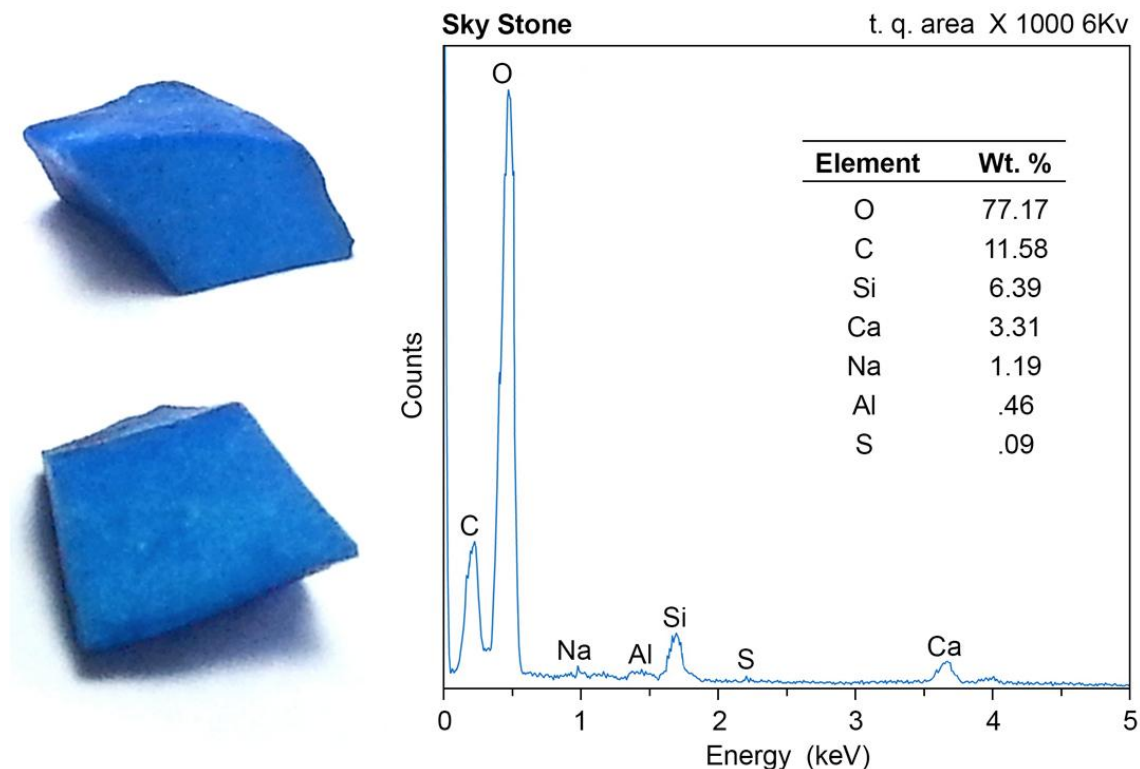 Sky Stone t. q. area X 1000 6Kv
O
Element Wt. %
O 77.17
C 11.58
Si 6.39
Ca 3.31
Na 1.19
Al .46
S .09
Counts
C
Na
Al
Si
S
Ca
0 1 2 3 4 5
Energy (keV)